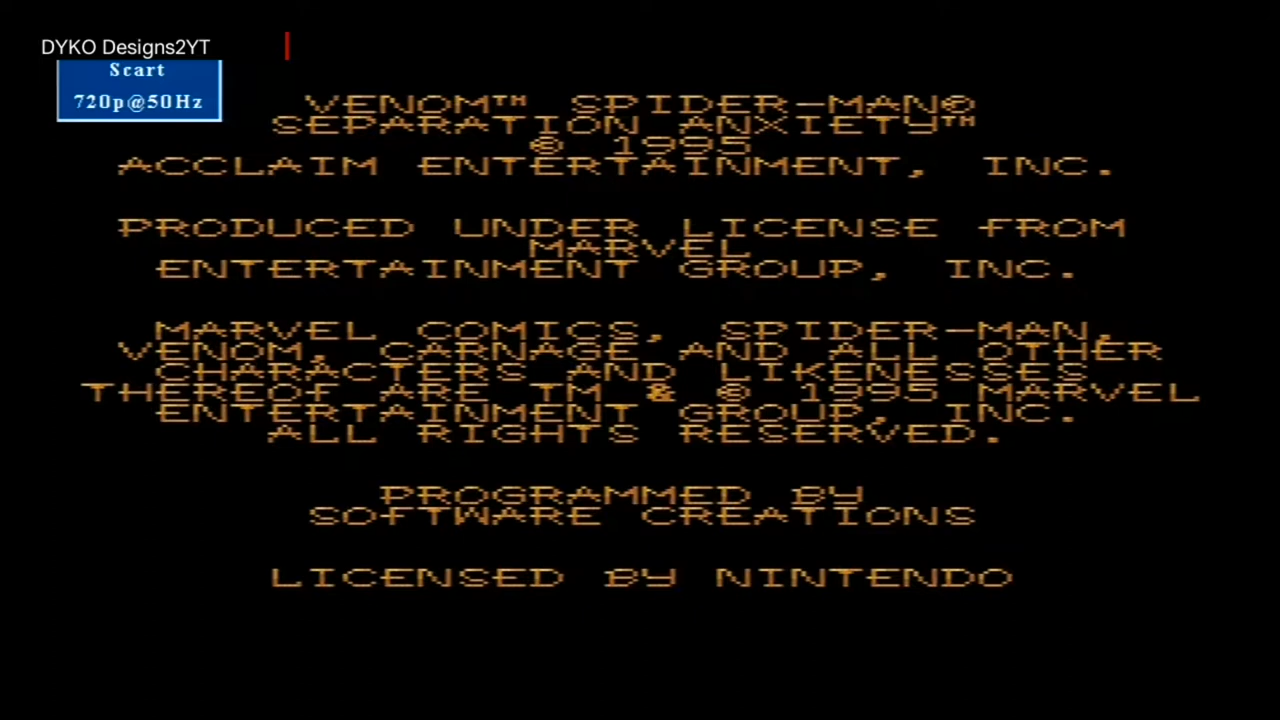 DYKO Designs2YT
Scart
720p@50Hz
VENOM™ SPIDER-MAN®
SEPARATION ANXIETY™
© 1995
ACCLAIM ENTERTAINMENT, INC.
PRODUCED UNDER LICENSE FROM
MARVEL
ENTERTAINMENT GROUP, INC.
MARVEL COMICS, SPIDER-MAN,
VENOM, CARNAGE AND ALL OTHER
CHARACTERS AND LIKENESSES
THEREOF ARE TM & © 1995 MARVEL
ENTERTAINMENT GROUP, INC.
ALL RIGHTS RESERVED.
PROGRAMMED BY
SOFTWARE CREATIONS
LICENSED BY NINTENDO